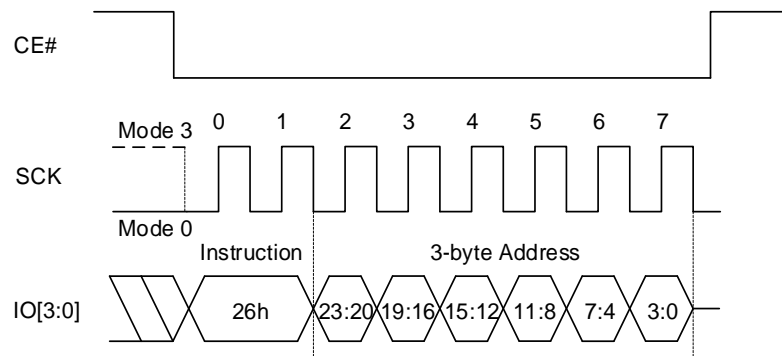 CE#
Mode 3 0 1 2 3 4 5 6 7
SCK
Mode 0
Instruction 3-byte Address
IO[3:0] 26h 23:20 19:16 15:12 11:8 7:4 3:0